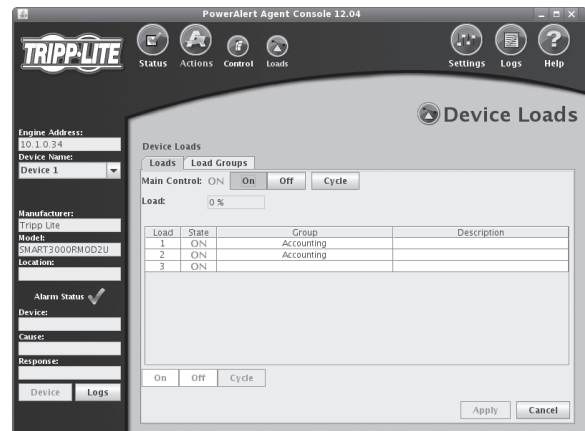 PowerAlert Agent Console 12.04
TRIPP·LITE
Status Actions Control Loads Settings Logs Help
Device Loads
Engine Address:
10.1.0.34
Device Name:
Device 1
Manufacturer:
Tripp Lite
Model:
SMART3000RMOD2U
Location:
Alarm Status
Device:
Cause:
Response:
Device Logs
Device Loads
Loads Load Groups
Main Control: ON On Off Cycle
Load: 0 %
Load State Group Description
1 ON Accounting
2 ON Accounting
3 ON
On Off Cycle
Apply Cancel